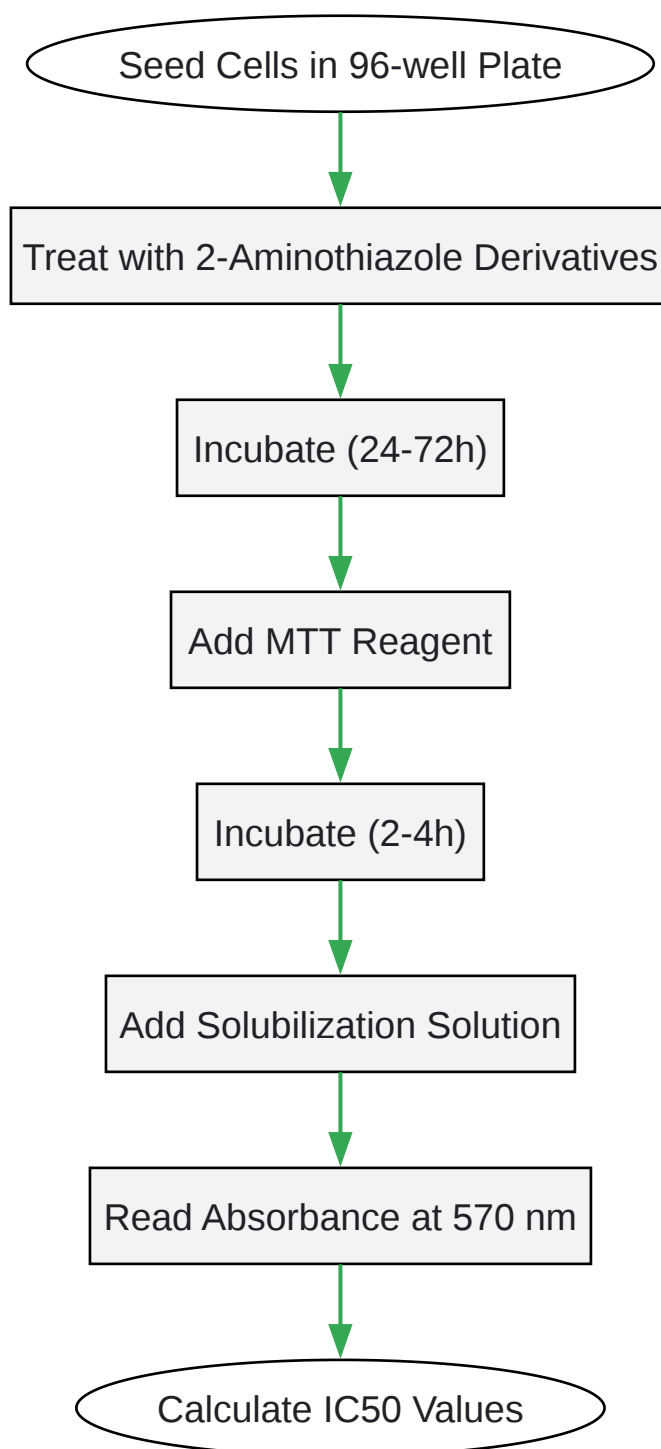 Seed Cells in 96-well Plate
Treat with 2-Aminothiazole Derivatives
Incubate (24-72h)
Add MTT Reagent
Incubate (2-4h)
Add Solubilization Solution
Read Absorbance at 570 nm
Calculate IC50 Values